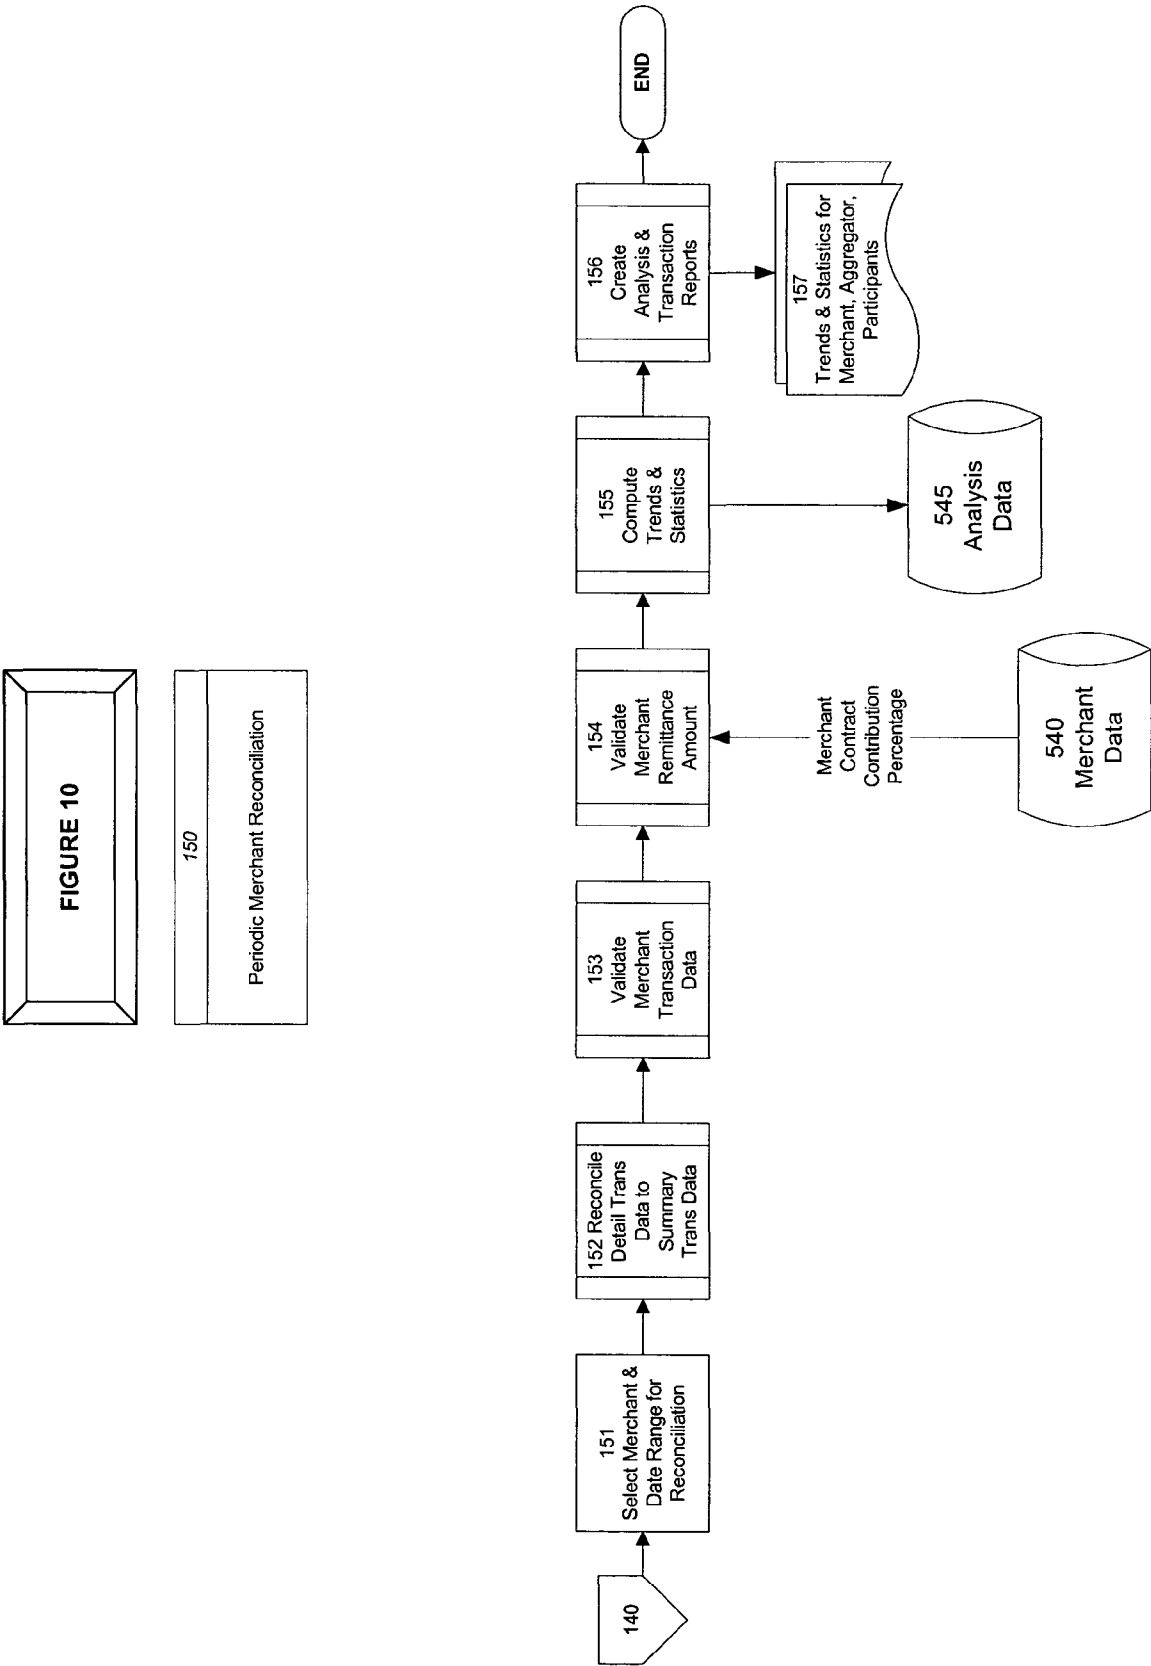 FIGURE 10
150
Periodic Merchant Reconciliation
140
151
Select Merchant &
Date Range for
Reconciliation
152 Reconcile
Detail Trans
Data to
Summary
Trans Data
153
Validate
Merchant
Transaction
Data
154
Validate
Merchant
Remittance
Amount
Merchant
Contract
Contribution
Percentage
540
Merchant
Data
155
Compute
Trends &
Statistics
545
Analysis
Data
156
Create
Analysis &
Transaction
Reports
157
Trends & Statistics for
Merchant, Aggregator,
Participants
END